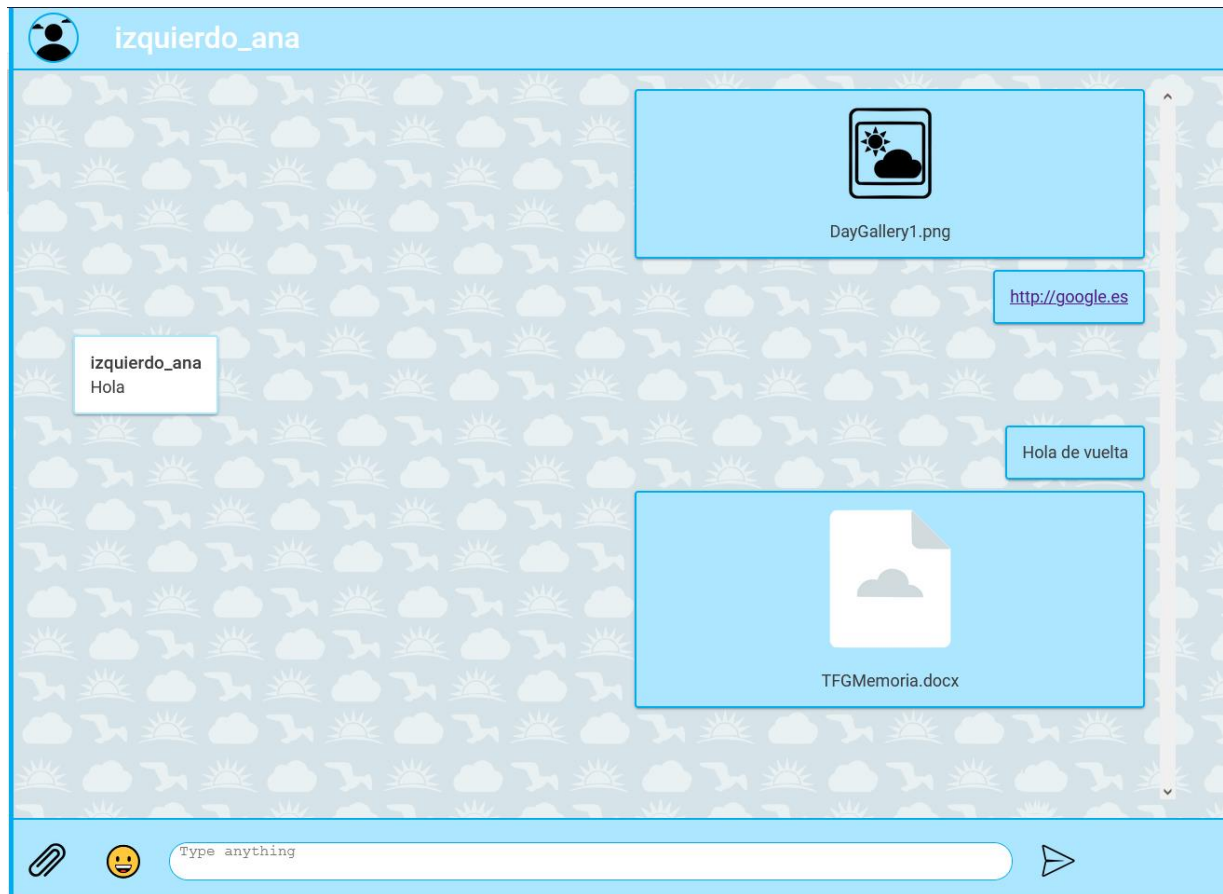 izquierdo_ana
DayGallery1.png
http://google.es
izquierdo_ana
Hola
Hola de vuelta
TFGMemoria.docx
Type anything